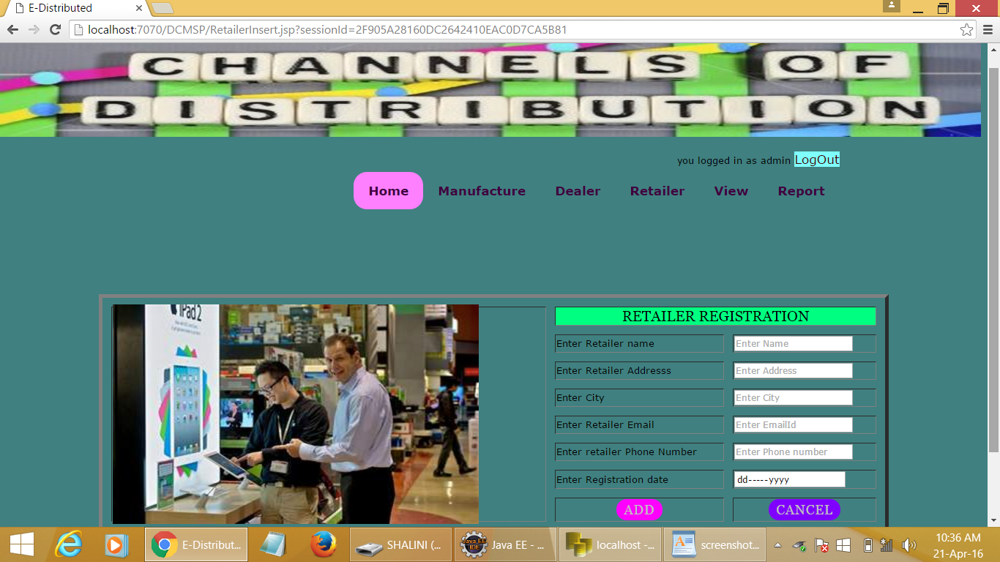 E-Distributed
localhost:7070/DCMSP/RetailerInsert.jsp?sessionId=2F905A28160DC2642410EAC0D7CA5B81
CHANNELS OF
DISTRIBUTION
you logged in as admin LogOut
Home Manufacture Dealer Retailer View Report
iPad 2
RETAILER REGISTRATION
Enter Retailer name Enter Name
Enter Retailer Addresss Enter Address
Enter City Enter City
Enter Retailer Email Enter EmailId
Enter retailer Phone Number Enter Phone number
Enter Registration date dd-----yyyy
ADD CANCEL
E-Distribut... SHALINI (... Java EE - ... localhost -... screenshot...
Java EE
IDE
10:36 AM
21-Apr-16